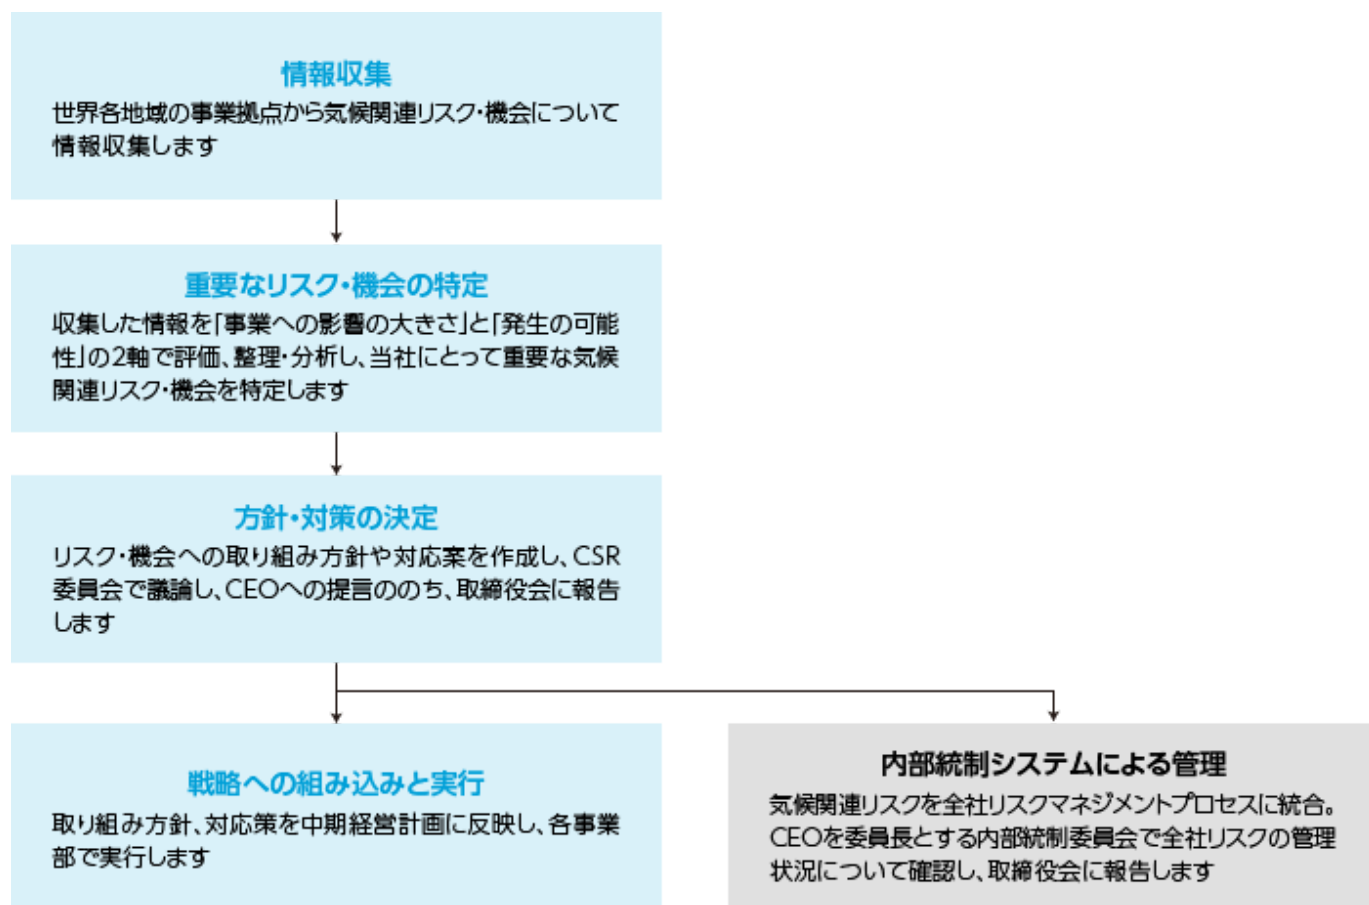 情報収集
世界各地域の事業拠点から気候関連リスク・機会について
情報収集します
重要なリスク・機会の特定
収集した情報を「事業への影響の大きさ」と「発生の可能
性」の2軸で評価、整理・分析し、当社にとって重要な気候
関連リスク・機会を特定します
方針・対策の決定
リスク・機会への取り組み方針や対応案を作成し、CSR
委員会で議論し、CEOへの提言ののち、取締役会に報告
します
戦略への組み込みと実行
取り組み方針、対応策を中期経営計画に反映し、各事業
部で実行します
内部統制システムによる管理
気候関連リスクを全社リスクマネジメントプロセスに統合。
CEOを委員長とする内部統制委員会で全社リスクの管理
状況について確認し、取締役会に報告します